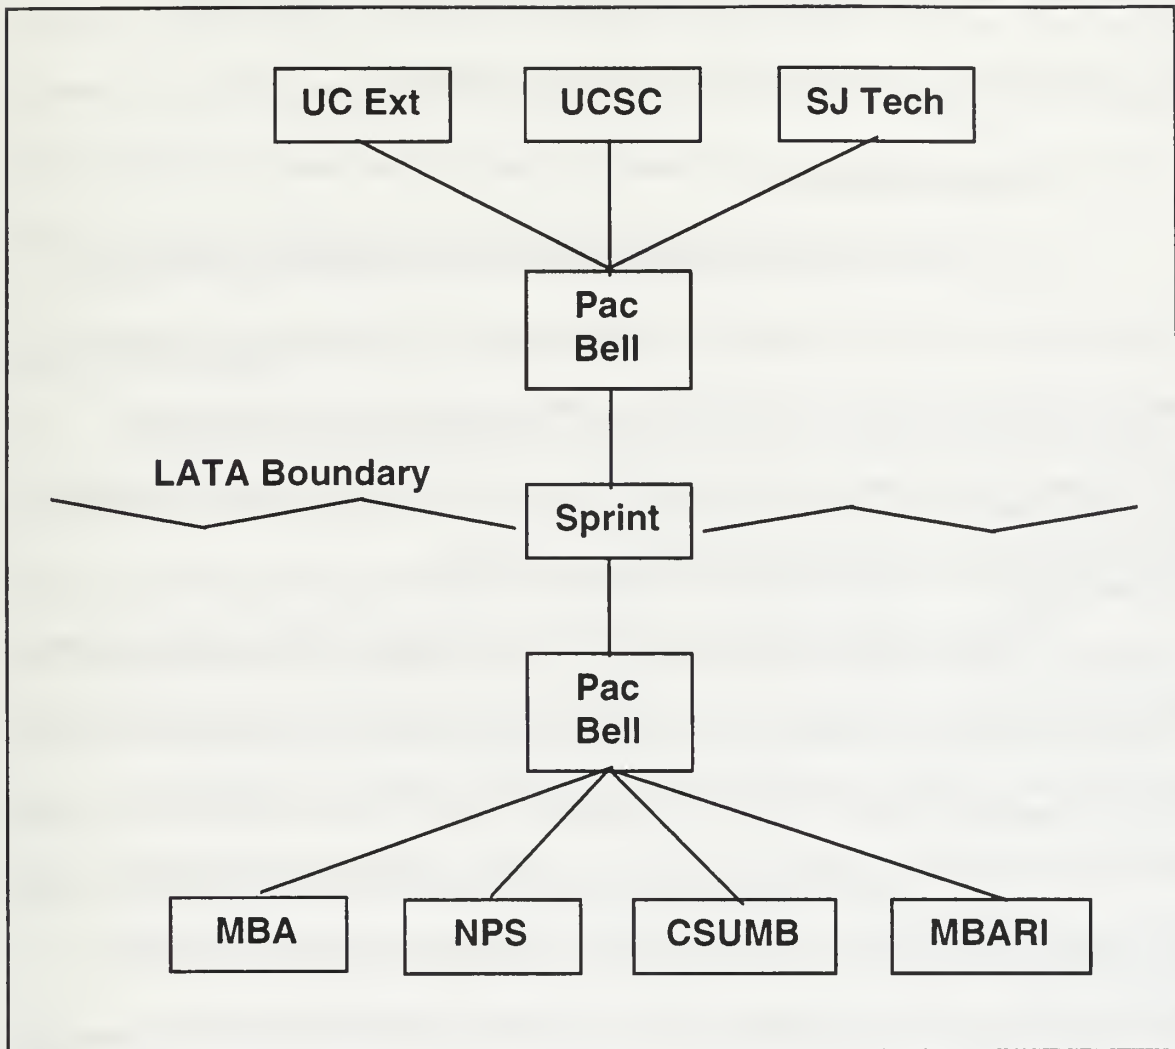 UC Ext
UCSC
SJ Tech
Pac
Bell
LATA Boundary
Sprint
Pac
Bell
MBA
NPS
CSUMB
MBARI